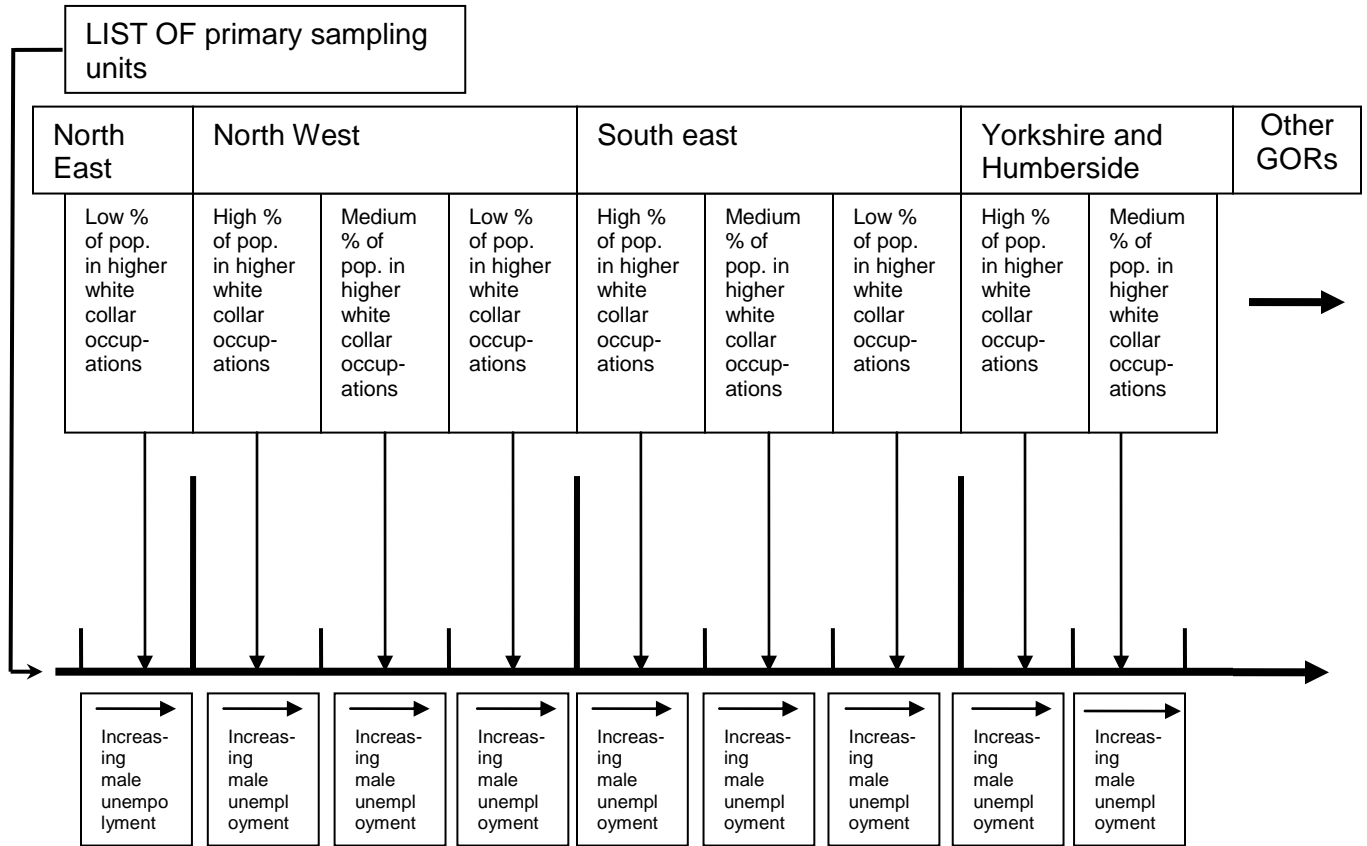 LIST OF primary sampling
units
North
East
North West
South east
Yorkshire and
Humberside
Other
GORs
Low %
of pop.
in higher
white
collar
occup-
ations
High %
of pop.
in higher
white
collar
occup-
ations
Medium
% of
pop. in
higher
white
collar
occup-
ations
Low %
of pop.
in higher
white
collar
occup-
ations
High %
of pop.
in higher
white
collar
occup-
ations
Medium
% of
pop. in
higher
white
collar
occup-
ations
Low %
of pop.
in higher
white
collar
occup-
ations
High %
of pop.
in higher
white
collar
occup-
ations
Medium
% of
pop. in
higher
white
collar
occup-
ations
Increas-
ing
male
unempo
lyment
Increas-
ing
male
unempl
oyment
Increas-
ing
male
unempl
oyment
Increas-
ing
male
unempl
oyment
Increas-
ing
male
unempl
oyment
Increas-
ing
male
unempl
oyment
Increas-
ing
male
unempl
oyment
Increas-
ing
male
unempl
oyment
Increas-
ing
male
unempl
oyment